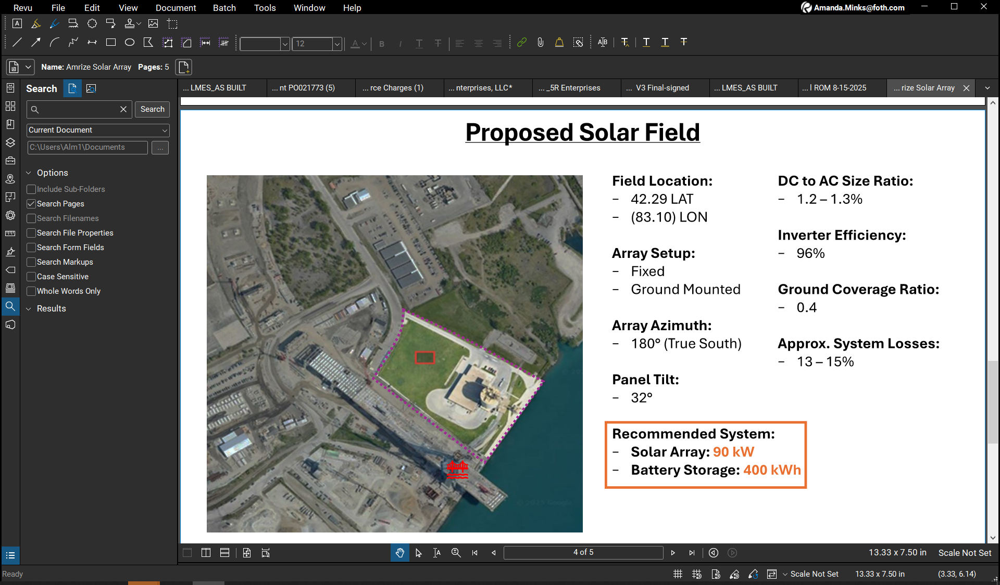 Revu File Edit View Document Batch Tools Window Help
Amanda.Minks@foth.com
12
Name: Amrize Solar Array Pages: 5
Search
Search
Current Document
C:\Users\Alm1\Documents
...
Options
Include Sub-Folders
Search Pages
Search Filenames
Search File Properties
Search Form Fields
Search Markups
Case Sensitive
Whole Words Only
Results
... LMES_AS BUILT
... nt PO021773 (5)
... rce Charges (1)
... nterprises, LLC*
... _5R Enterprises
... V3 Final-signed
... LMES_AS BUILT
... l ROM 8-15-2025
... rize Solar Array
Proposed Solar Field
Field Location:
- 42.29 LAT
- (83.10) LON
Array Setup:
- Fixed
- Ground Mounted
Array Azimuth:
- 180° (True South)
Panel Tilt:
- 32°
Recommended System:
- Solar Array: 90 kW
- Battery Storage: 400 kWh
DC to AC Size Ratio:
- 1.2 – 1.3%
Inverter Efficiency:
- 96%
Ground Coverage Ratio:
- 0.4
Approx. System Losses:
- 13 – 15%
© 2025 Google
4 of 5
13.33 x 7.50 in Scale Not Set
Ready
Scale Not Set 13.33 x 7.50 in (3.33, 6.14)